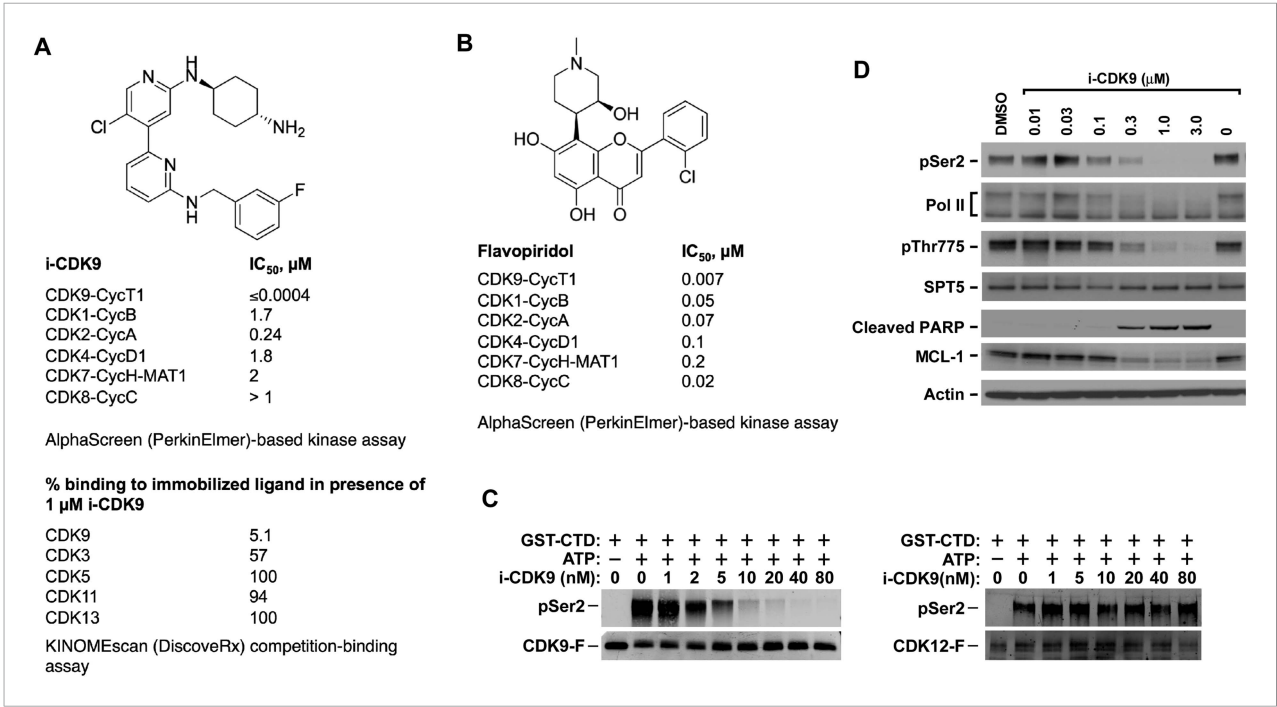 A
N
H
N
Cl
NH2
N
N
H
F
i-CDK9 IC50, µM
CDK9-CycT1 ≤0.0004
CDK1-CycB 1.7
CDK2-CycA 0.24
CDK4-CycD1 1.8
CDK7-CycH-MAT1 2
CDK8-CycC > 1
AlphaScreen (PerkinElmer)-based kinase assay
% binding to immobilized ligand in presence of
1 µM i-CDK9
CDK9 5.1
CDK3 57
CDK5 100
CDK11 94
CDK13 100
KINOMEscan (DiscoveRx) competition-binding
assay
B
N
OH
HO
O
Cl
OH
O
Flavopiridol IC50, µM
CDK9-CycT1 0.007
CDK1-CycB 0.05
CDK2-CycA 0.07
CDK4-CycD1 0.1
CDK7-CycH-MAT1 0.2
CDK8-CycC 0.02
AlphaScreen (PerkinElmer)-based kinase assay
C
GST-CTD: + + + + + + + + +
ATP: − + + + + + + + +
i-CDK9 (nM): 0 0 1 2 5 10 20 40 80
pSer2
CDK9-F
GST-CTD: + + + + + + + +
ATP: − + + + + + + +
i-CDK9(nM): 0 0 1 5 10 20 40 80
pSer2
CDK12-F
D
i-CDK9 (µM)
DMSO 0.01 0.03 0.1 0.3 1.0 3.0 0
pSer2
Pol II
pThr775
SPT5
Cleaved PARP
MCL-1
Actin